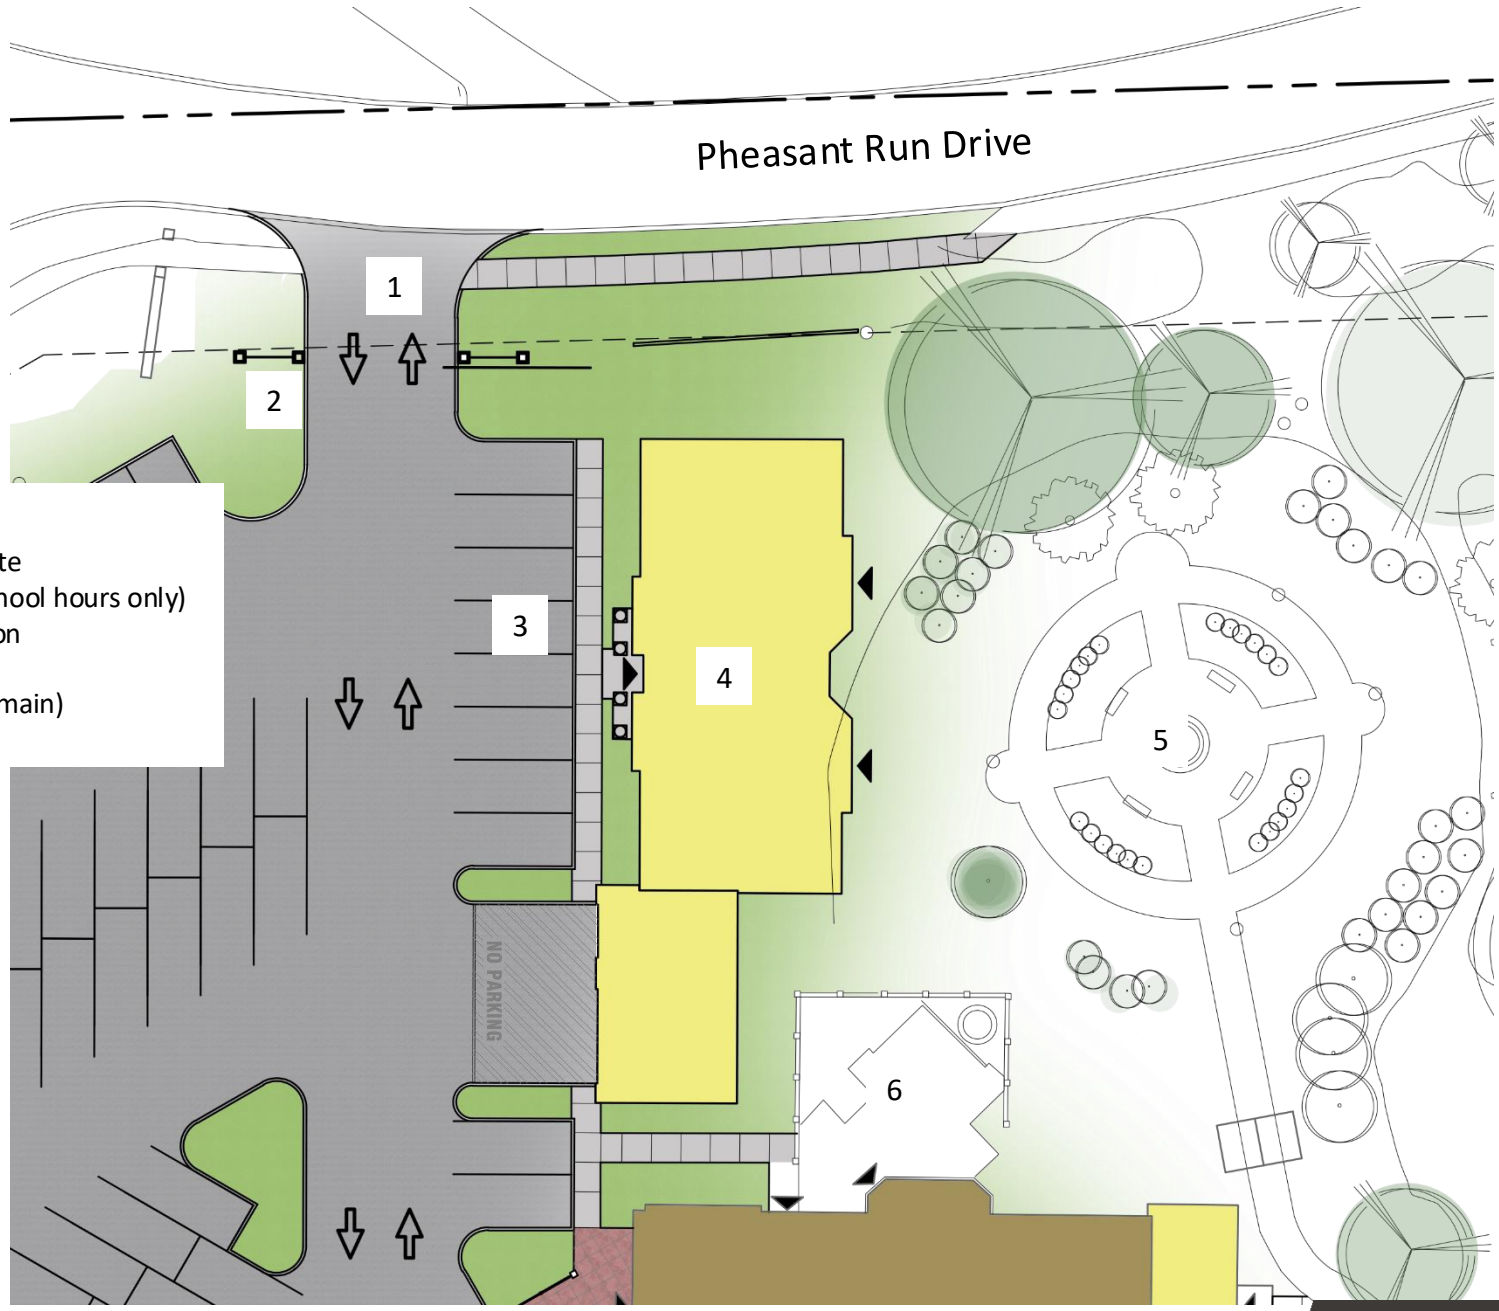 Pheasant Run Drive
1
2
te
hool hours only)
on
main)
3
4
5
NO PARKING
6